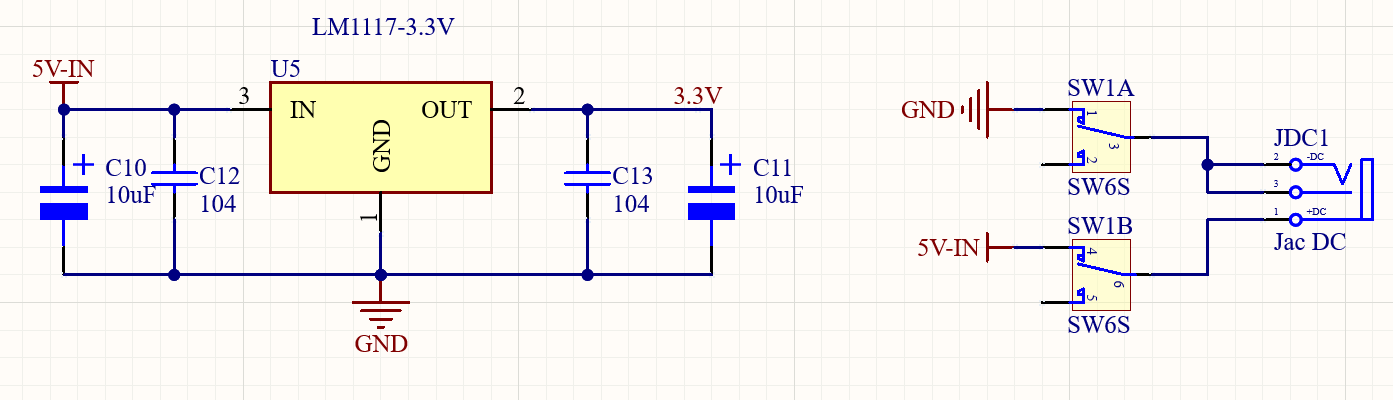 LM1117-3.3V
5V-IN
U5
3
IN
OUT
GND
2
3.3V
C10
10uF
C12
104
C13
104
C11
10uF
1
GND
SW1A
GND
1
3
2
SW6S
SW1B
5V-IN
4
6
5
SW6S
JDC1
2
-DC
3
1
+DC
Jac DC